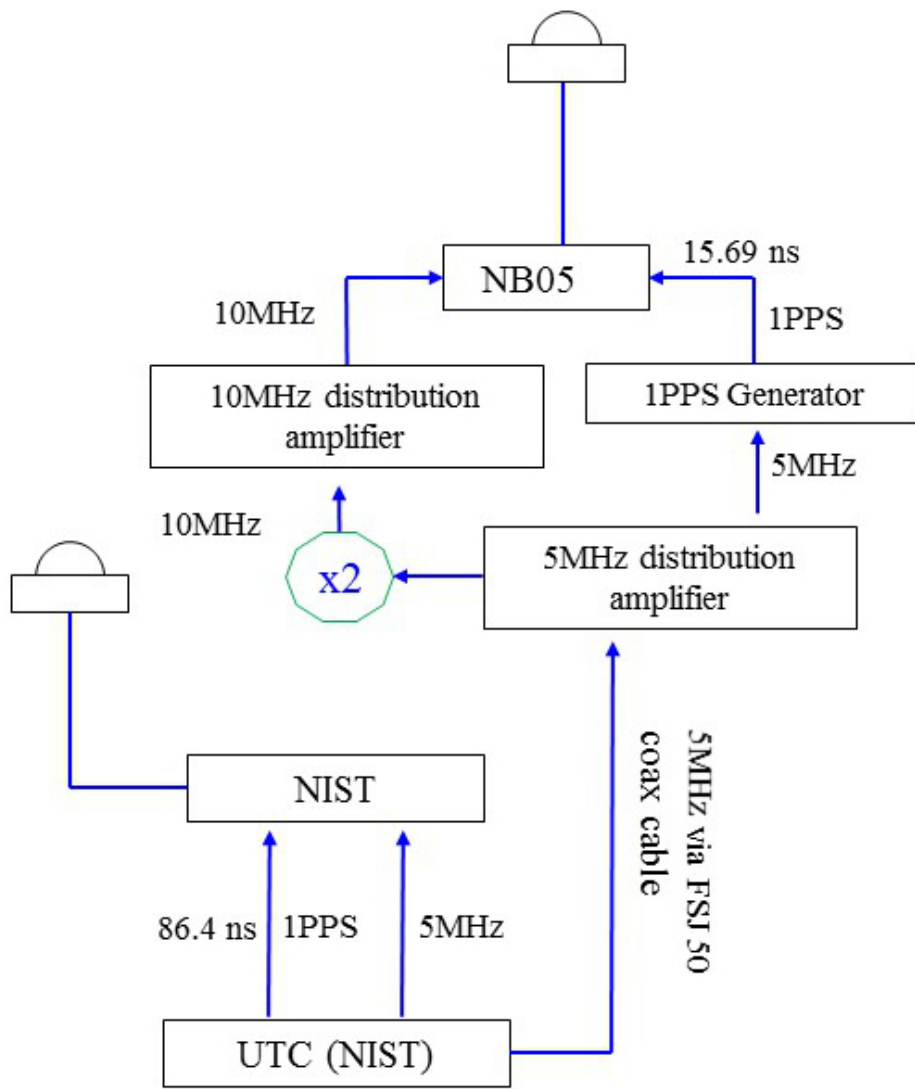 15.69 ns
NB05
10MHz
1PPS
10MHz distribution
amplifier
1PPS Generator
5MHz
10MHz
x2
5MHz distribution
amplifier
5MHz via FSJ 50
coax cable
NIST
86.4 ns
1PPS
5MHz
UTC (NIST)